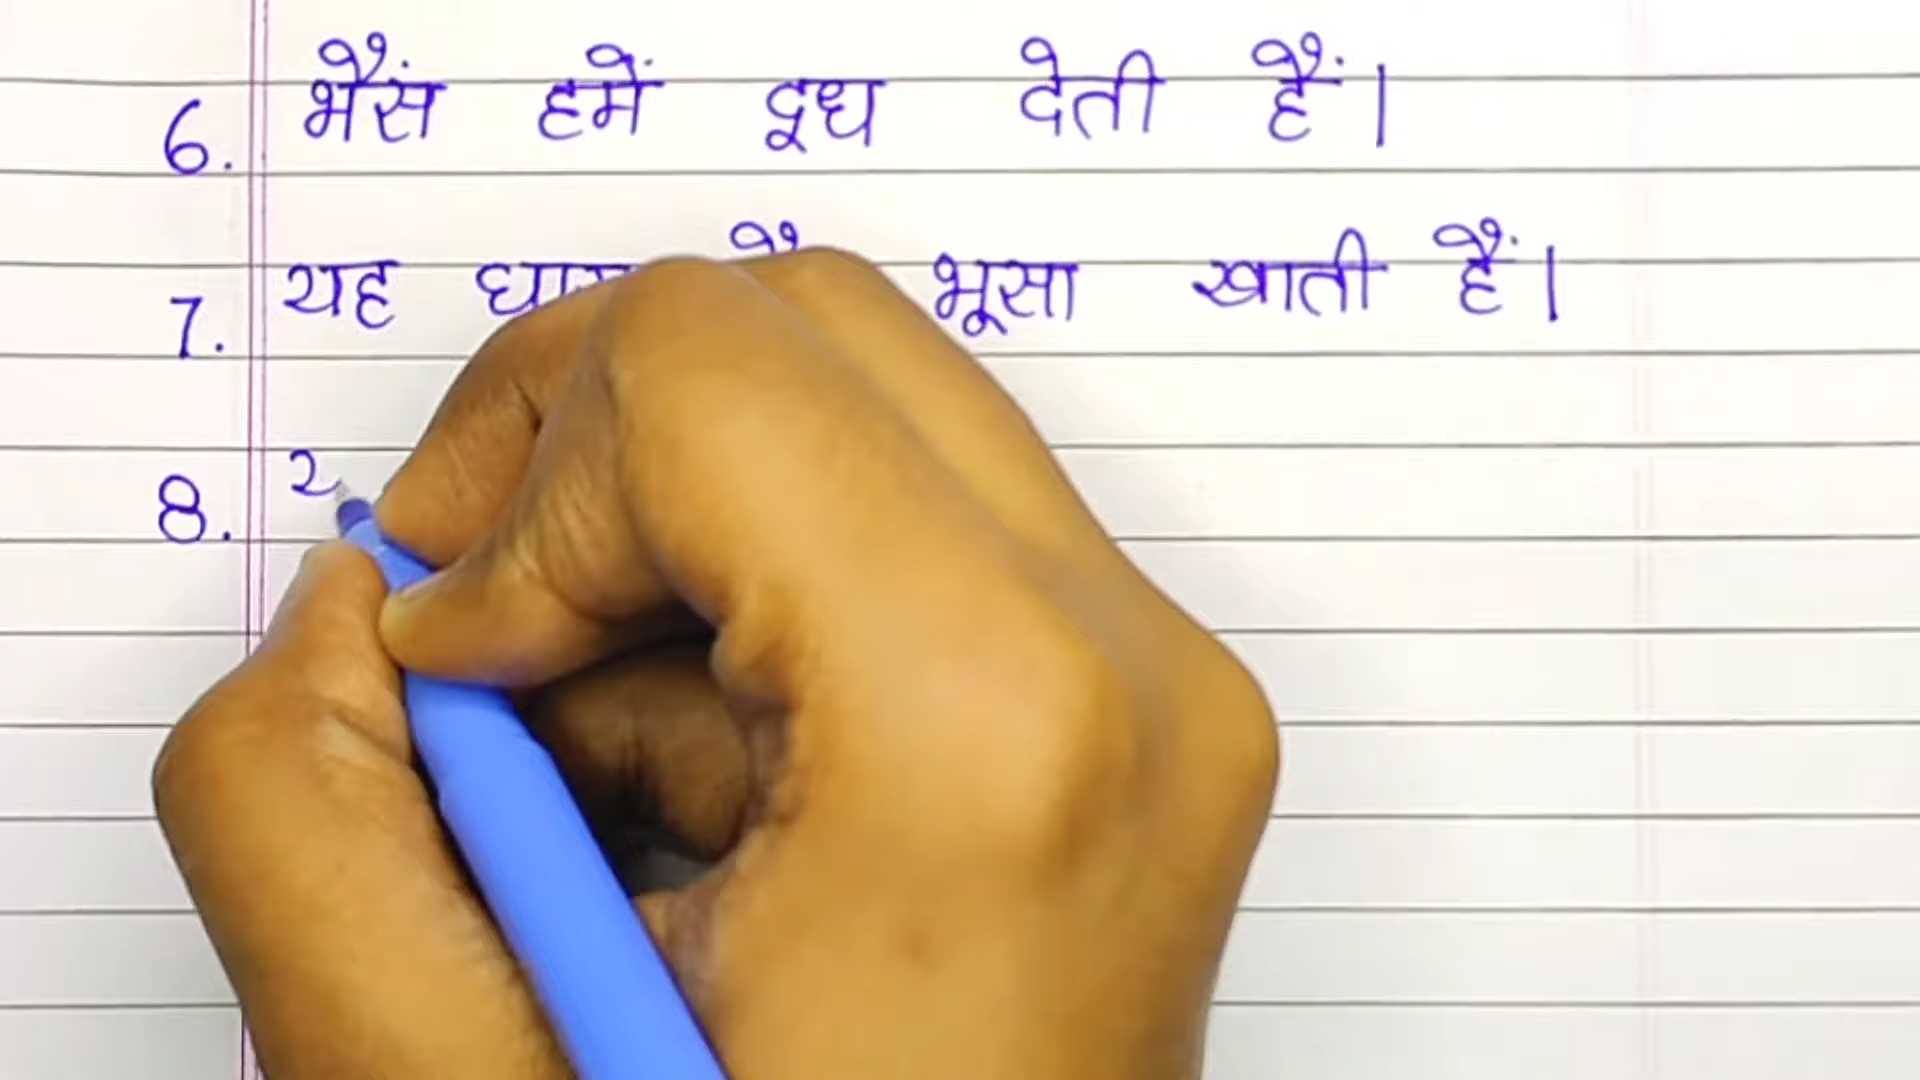 6. भैसं हमें दूध देती हैं।
7. यह भूसा खाती हैं।
8.